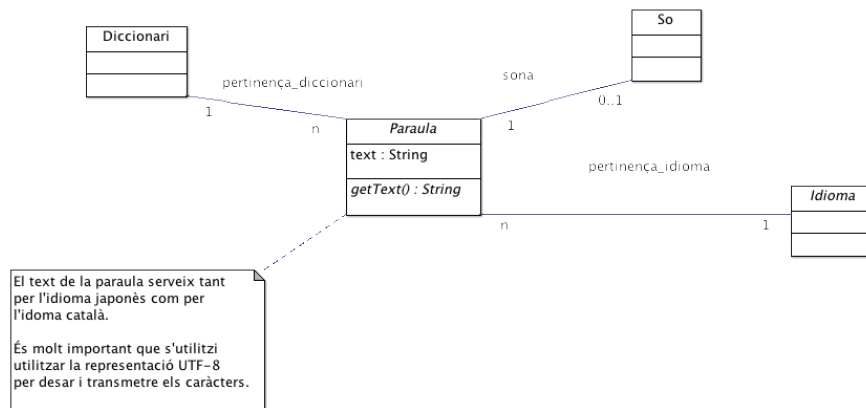 Diccionari
So
pertinença_diccionari
sona
1
n
1
0..1
Paraula
text : String
getText() : String
pertinença_idioma
n
1
Idioma
El text de la paraula serveix tant
per l'idioma japonès com per
l'idoma català.
És molt important que s'utilitzi
utilitzar la representació UTF-8
per desar i transmetre els caràcters.